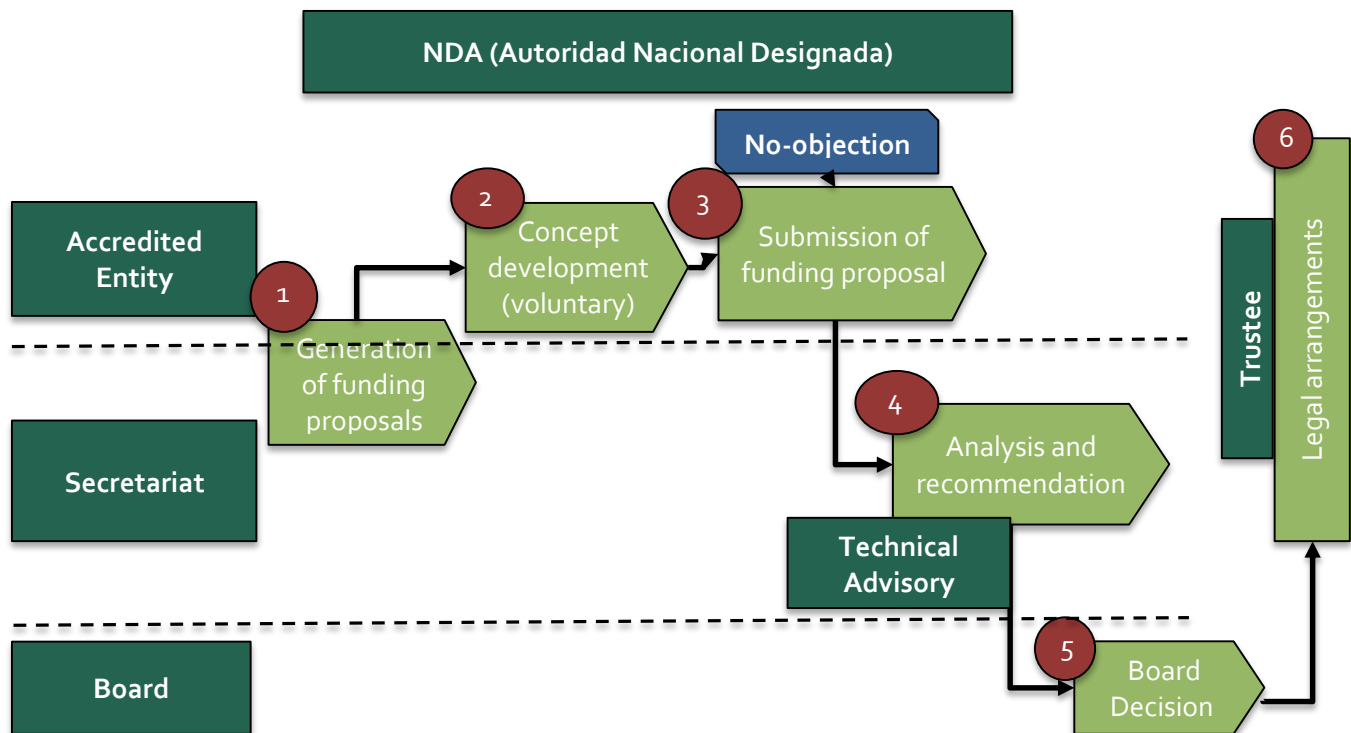 NDA (Autoridad Nacional Designada)
No-objection
6
2
3
Accredited
Entity
Concept
development
(voluntary)
Submission of
funding proposal
1
Generation
of funding
proposals
Trustee
Legal arrangements
4
Analysis and
recommendation
Secretariat
Technical
Advisory
5
Board
Decision
Board